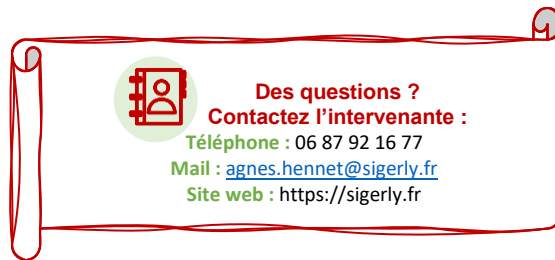 Des questions ?
Contactez l’intervenante :
Téléphone : 06 87 92 16 77
Mail : agnes.hennet@sigerly.fr
Site web : https://sigerly.fr